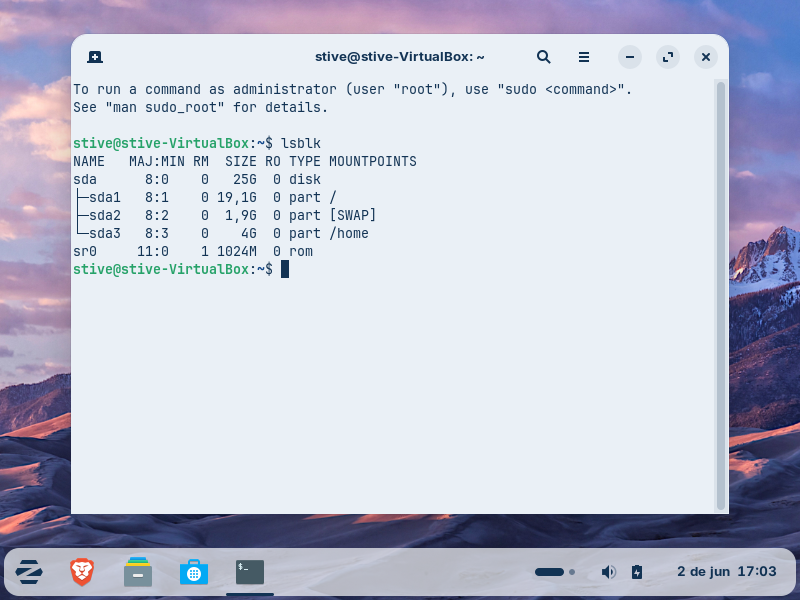 stive@stive-VirtualBox: ~
To run a command as administrator (user "root"), use "sudo <command>".
See "man sudo_root" for details.
stive@stive-VirtualBox:~$ lsblk
NAME   MAJ:MIN RM  SIZE RO TYPE MOUNTPOINTS
sda      8:0    0   25G  0 disk
├─sda1   8:1    0 19,1G  0 part /
├─sda2   8:2    0  1,9G  0 part [SWAP]
└─sda3   8:3    0    4G  0 part /home
sr0     11:0    1 1024M  0 rom
stive@stive-VirtualBox:~$
$_
2 de jun  17:03